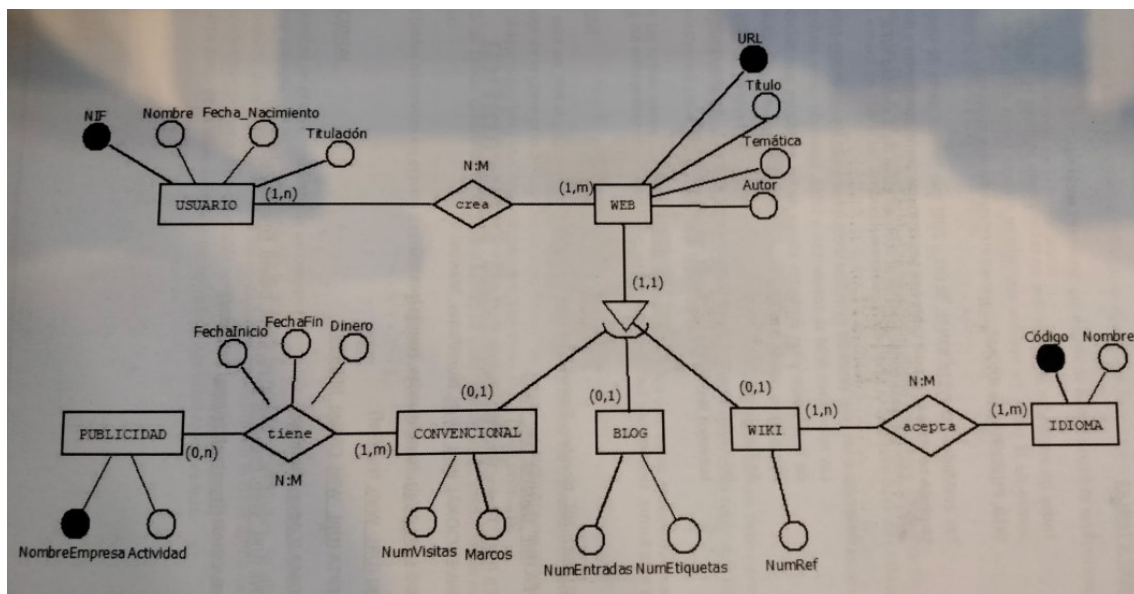 URL
NIF
Nombre
Fecha_Nacimiento
Titulación
Título
Temática
Autor
N:M
(1,n)
(1,m)
USUARIO
crea
WEB
(1,1)
FechaInicio
FechaFin
Dinero
Código
Nombre
(0,1)
(0,1)
(0,1)
N:M
PUBLICIDAD
(0,n)
tiene
(1,m)
CONVENCIONAL
BLOG
WIKI
(1,n)
acepta
(1,m)
IDIOMA
N:M
NombreEmpresa
Actividad
NumVisitas
Marcos
NumEntradas
NumEtiquetas
NumRef